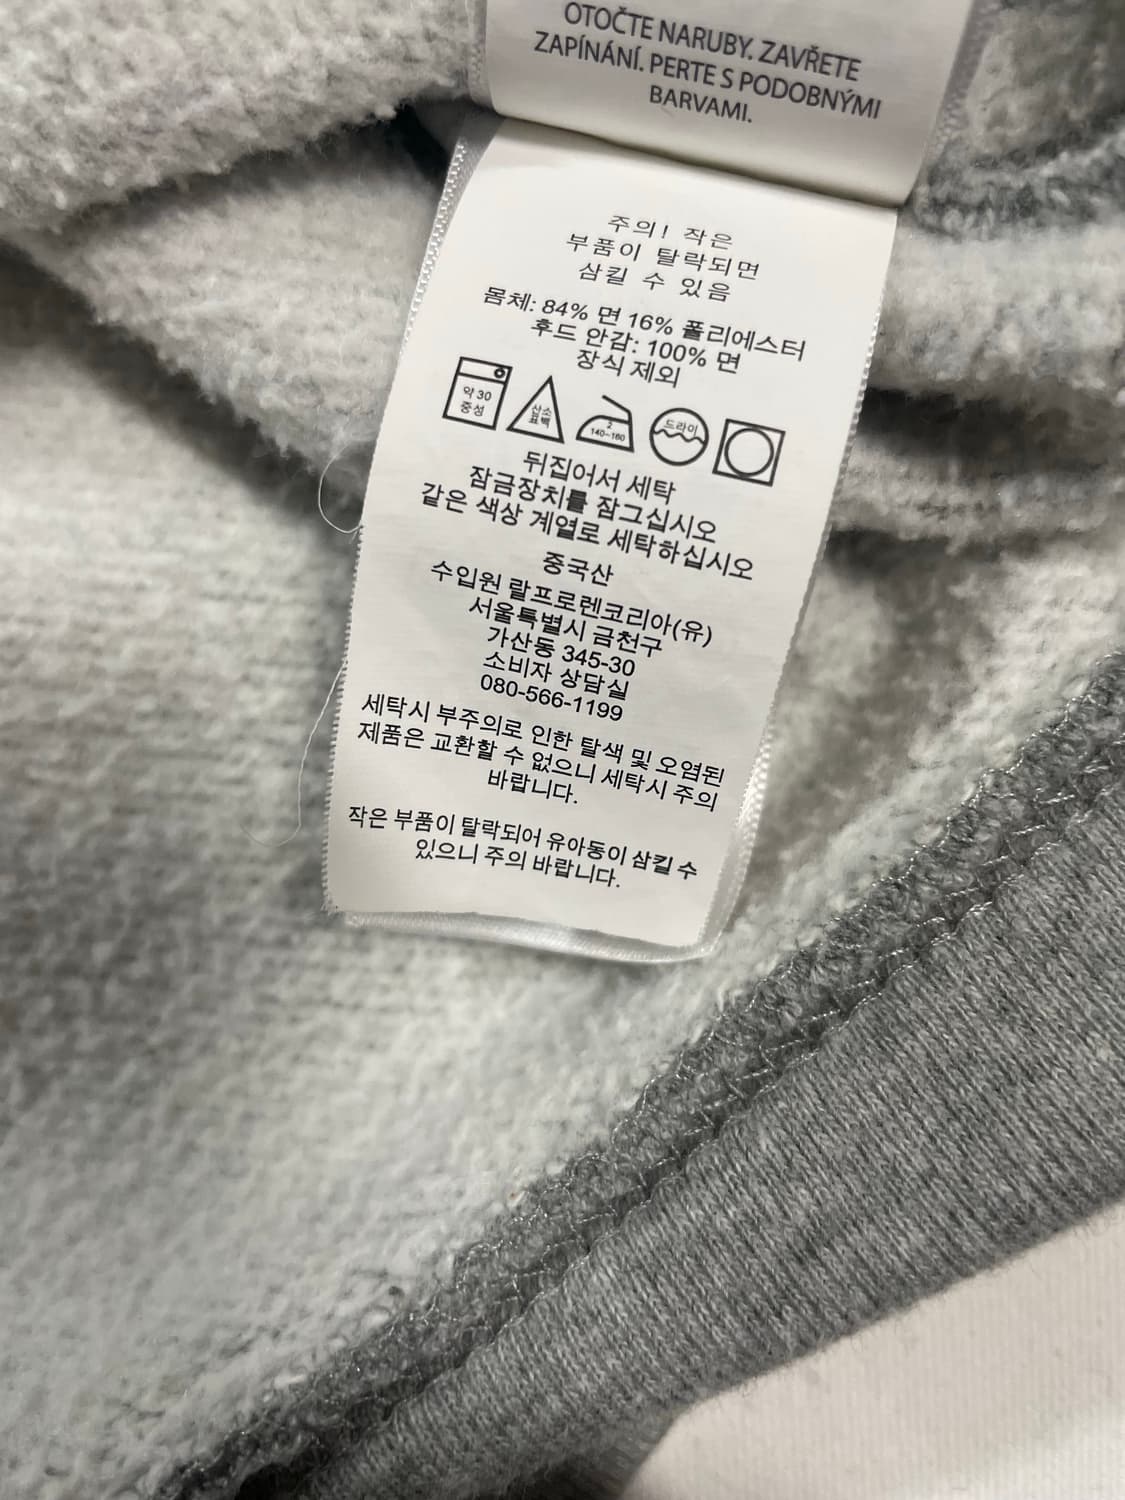 OTOČTE NARUBY. ZAVŘETE
ZAPÍNÁNÍ. PERTE S PODOBNÝMI
BARVAMI.
주의! 작은
부품이 탈락되면
삼킬 수 있음
몸체: 84% 면 16% 폴리에스터
후드 안감: 100% 면
장식 제외
약 30
중성
산소
표백
2
140~160
드라이
뒤집어서 세탁
잠금장치를 잠그십시오
같은 색상 계열로 세탁하십시오
중국산
수입원 랄프로렌코리아(유)
서울특별시 금천구
가산동 345-30
소비자 상담실
080-566-1199
세탁시 부주의로 인한 탈색 및 오염된
제품은 교환할 수 없으니 세탁시 주의
바랍니다.
작은 부품이 탈락되어 유아동이 삼킬 수
있으니 주의 바랍니다.